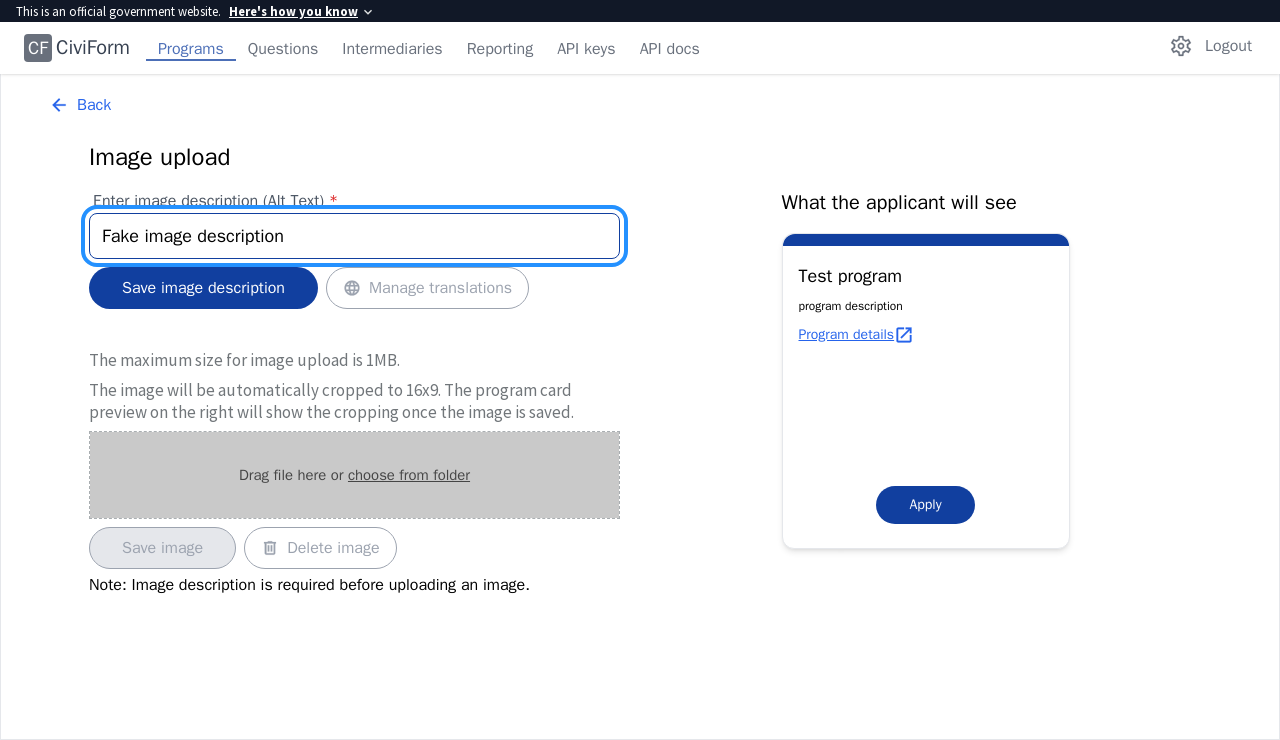 This is an official government website. Here's how you know
CF CiviForm Programs Questions Intermediaries Reporting API keys API docs Logout
Back
Image upload
Enter image description (Alt Text) *
Fake image description
Save image description Manage translations
The maximum size for image upload is 1MB.
The image will be automatically cropped to 16x9. The program card
preview on the right will show the cropping once the image is saved.
Drag file here or choose from folder
Save image Delete image
Note: Image description is required before uploading an image.
What the applicant will see
Test program
program description
Program details
Apply